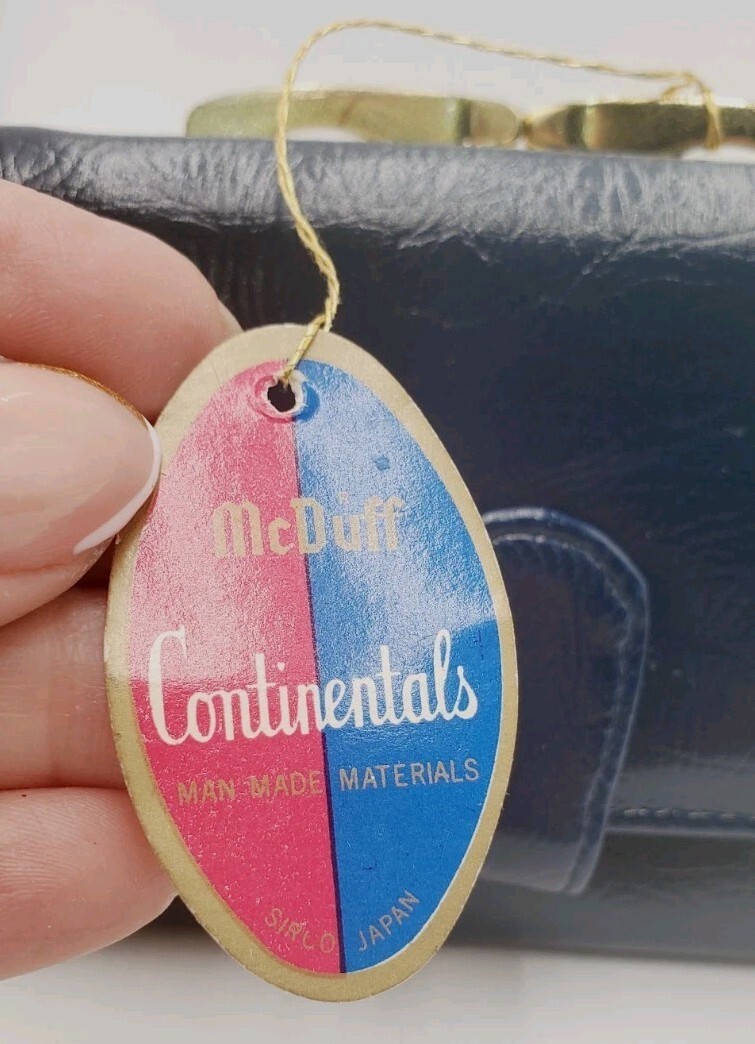 McDuff
Continentals
MAN MADE MATERIALS
SIRCO JAPAN